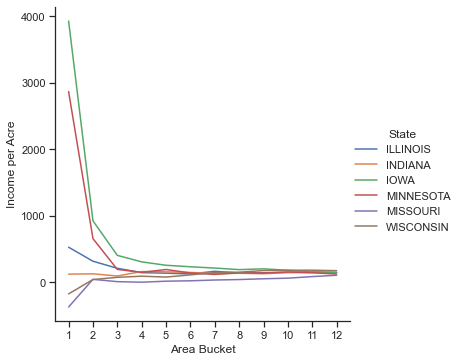 4000
3000
2000
1000
0
Income per Acre
1 2 3 4 5 6 7 8 9 10 11 12
Area Bucket
State
ILLINOIS
INDIANA
IOWA
MINNESOTA
MISSOURI
WISCONSIN